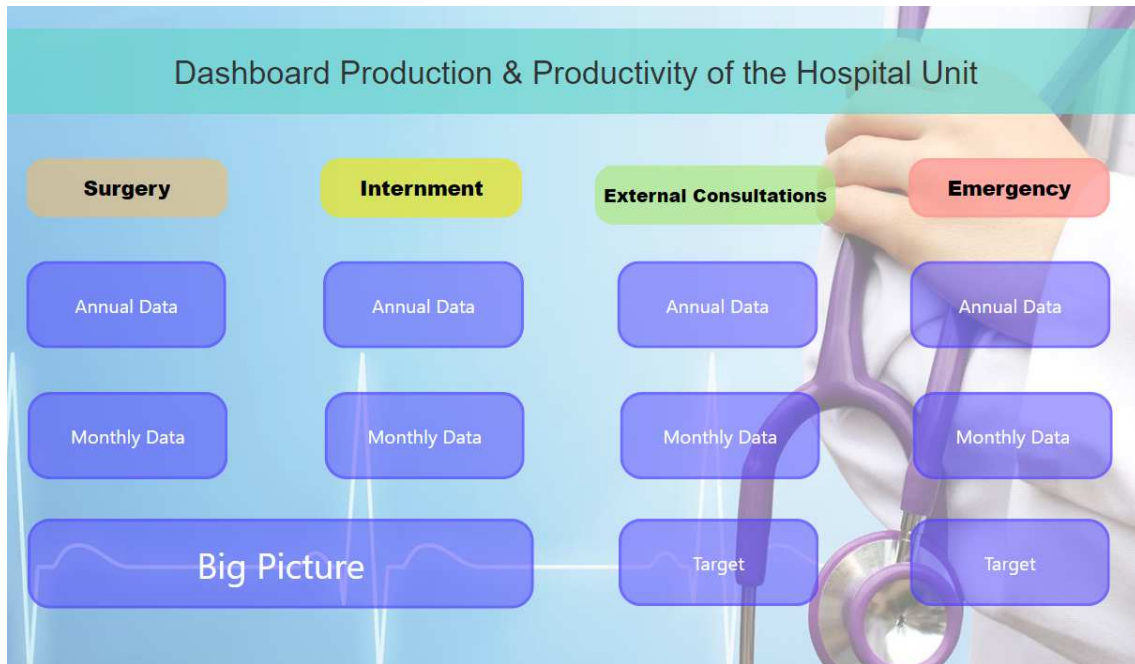 Dashboard Production & Productivity of the Hospital Unit
Surgery
Internment
External Consultations
Emergency
Annual Data
Annual Data
Annual Data
Annual Data
Monthly Data
Monthly Data
Monthly Data
Monthly Data
Big Picture
Target
Target